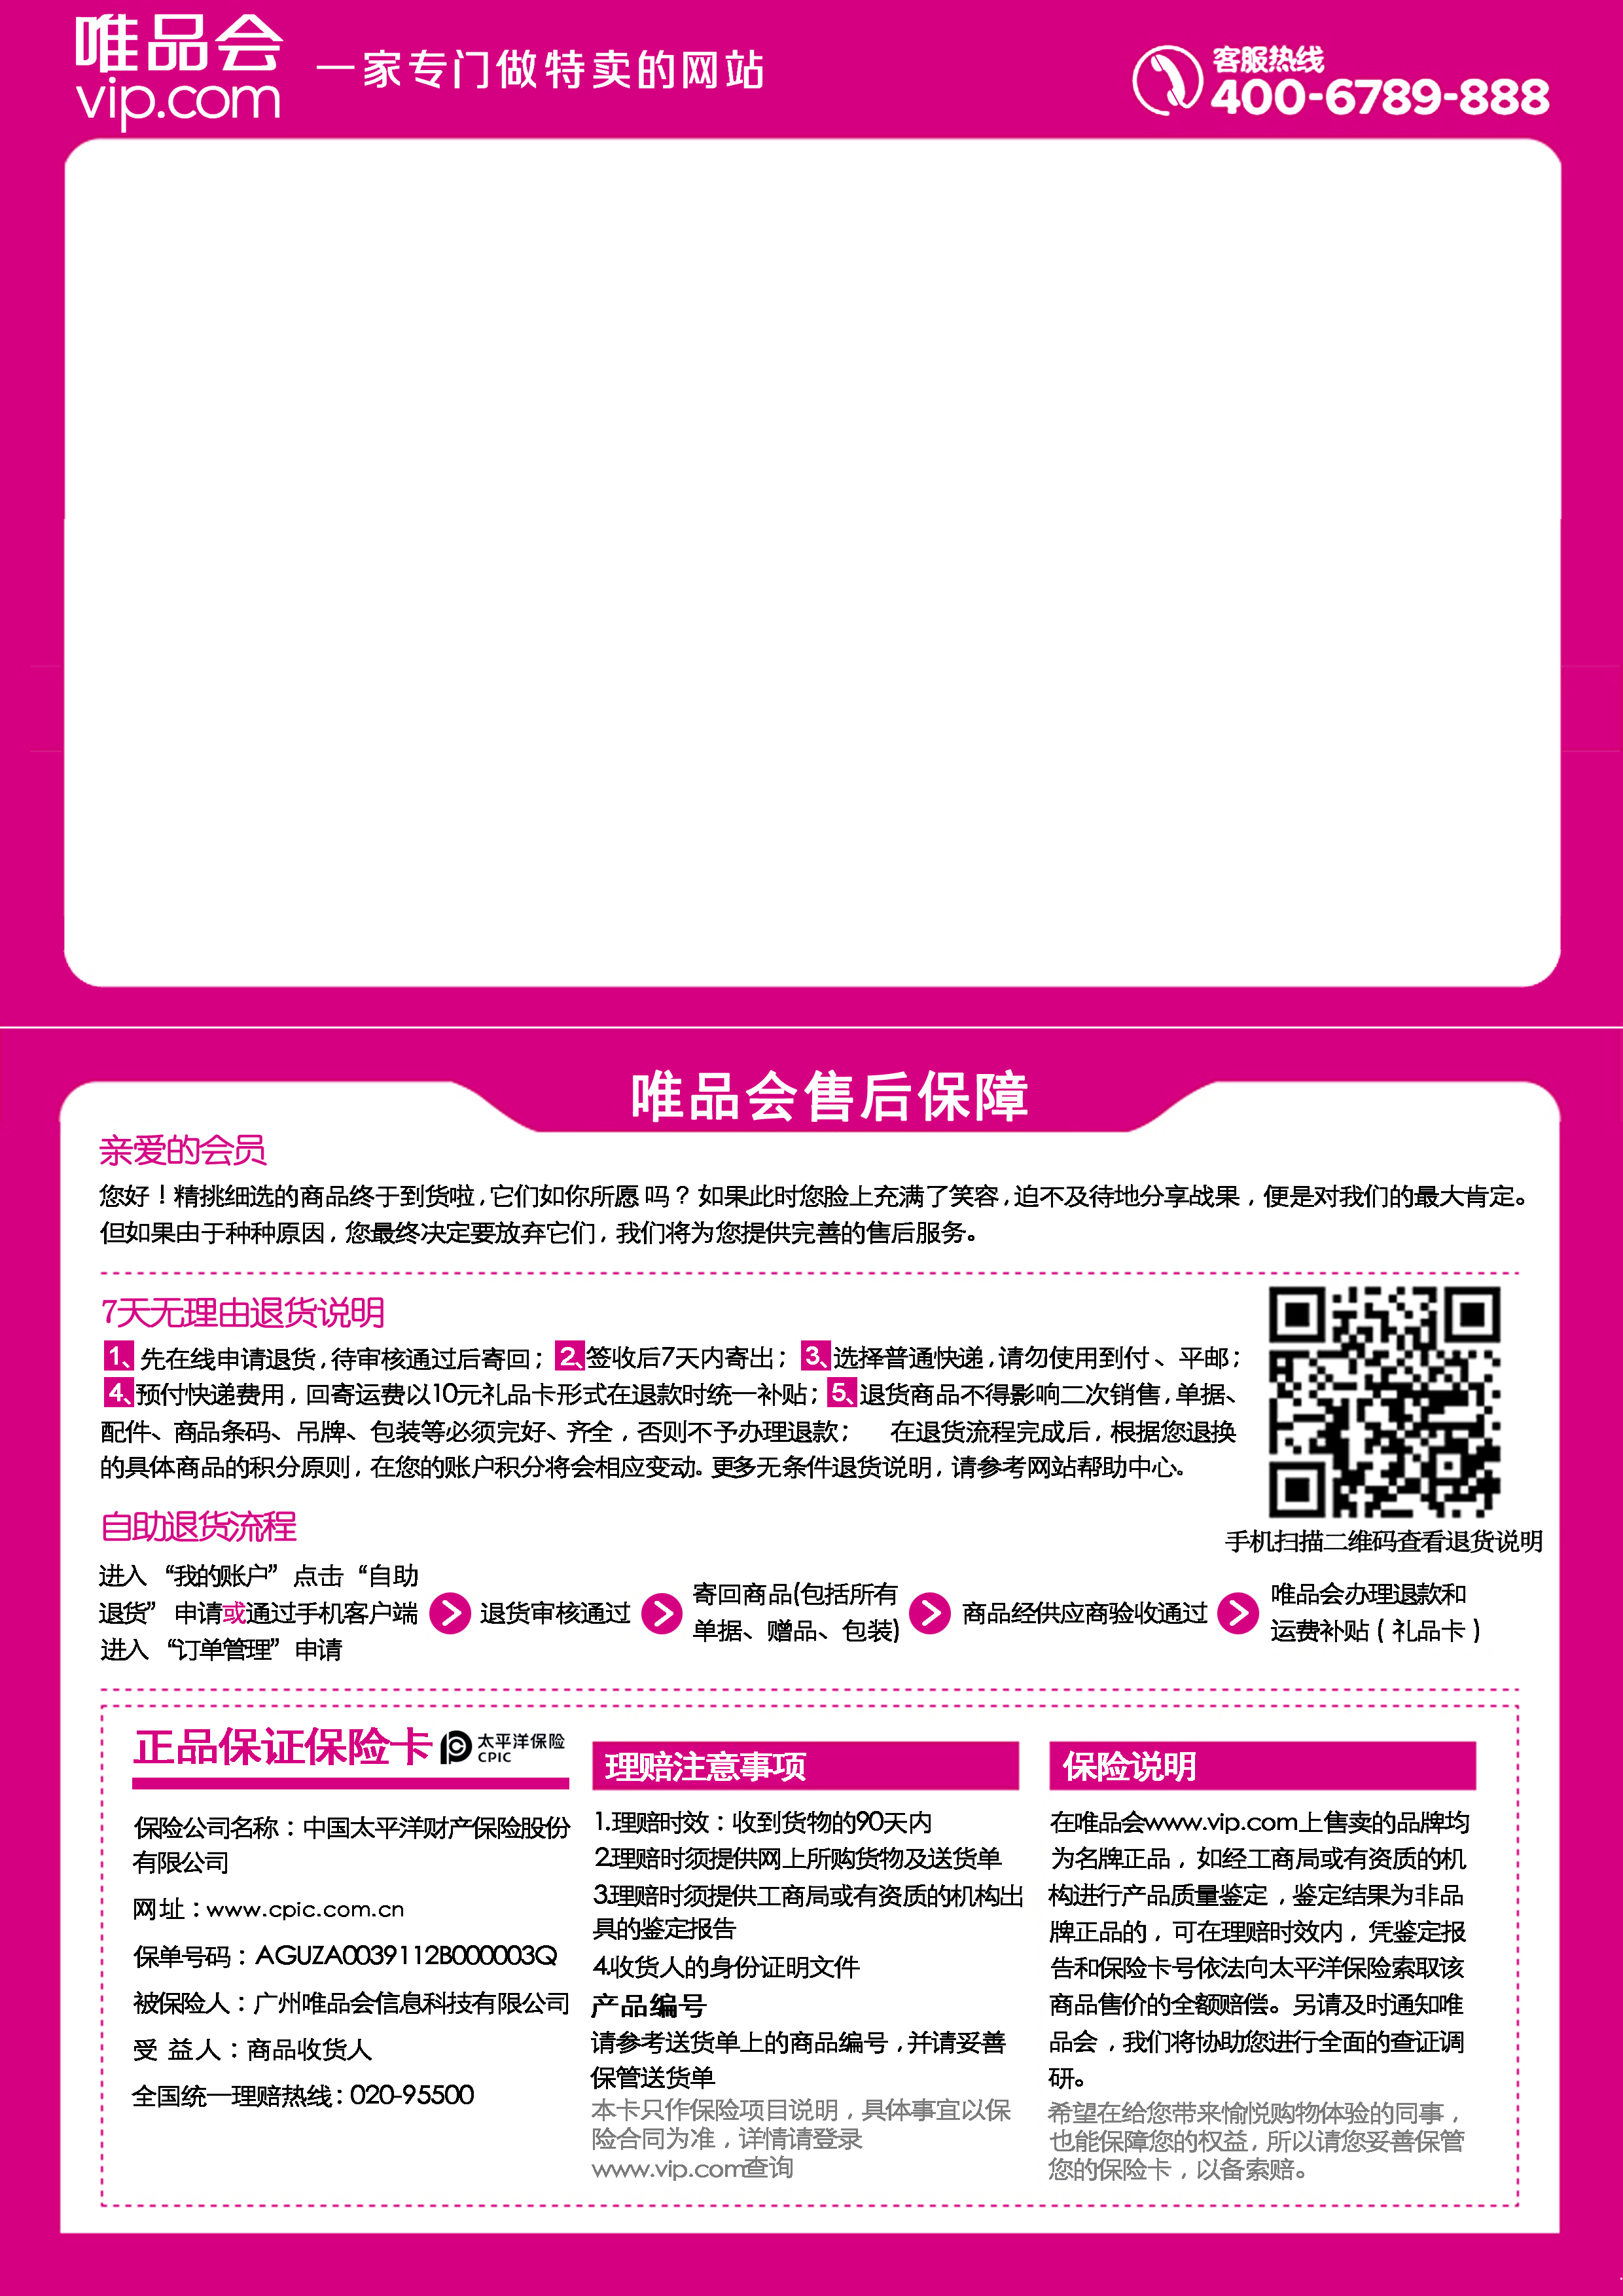 唯品会
vip.com
一家专门做特卖的网站
客服热线
400-6789-888
唯品会售后保障
亲爱的会员
您好！精挑细选的商品终于到货啦，它们如你所愿 吗？如果此时您脸上充满了笑容，迫不及待地分享战果，便是对我们的最大肯定。
但如果由于种种原因，您最终决定要放弃它们，我们将为您提供完善的售后服务。
7天无理由退货说明
1、先在线申请退货，待审核通过后寄回；2、签收后7天内寄出；3、选择普通快递，请勿使用到付、平邮；
4、预付快递费用，回寄运费以10元礼品卡形式在退款时统一补贴；5、退货商品不得影响二次销售，单据、
配件、商品条码、吊牌、包装等必须完好、齐全，否则不予办理退款； 在退货流程完成后，根据您退换
的具体商品的积分原则，在您的账户积分将会相应变动。更多无条件退货说明，请参考网站帮助中心。
手机扫描二维码查看退货说明
自助退货流程
进入“我的账户”点击“自助
退货”申请或通过手机客户端
进入“订单管理”申请
退货审核通过
寄回商品(包括所有
单据、赠品、包装)
商品经供应商验收通过
唯品会办理退款和
运费补贴（礼品卡）
正品保证保险卡
太平洋保险
CPIC
保险公司名称：中国太平洋财产保险股份
有限公司
网址：www.cpic.com.cn
保单号码：AGUZA0039112B000003Q
被保险人：广州唯品会信息科技有限公司
受 益人：商品收货人
全国统一理赔热线：020-95500
理赔注意事项
1.理赔时效：收到货物的90天内
2.理赔时须提供网上所购货物及送货单
3.理赔时须提供工商局或有资质的机构出
具的鉴定报告
4.收货人的身份证明文件
产品编号
请参考送货单上的商品编号，并请妥善
保管送货单
本卡只作保险项目说明，具体事宜以保
险合同为准，详情请登录
www.vip.com查询
保险说明
在唯品会www.vip.com上售卖的品牌均
为名牌正品，如经工商局或有资质的机
构进行产品质量鉴定，鉴定结果为非品
牌正品的，可在理赔时效内，凭鉴定报
告和保险卡号依法向太平洋保险索取该
商品售价的全额赔偿。另请及时通知唯
品会，我们将协助您进行全面的查证调
研。
希望在给您带来愉悦购物体验的同事，
也能保障您的权益，所以请您妥善保管
您的保险卡，以备索赔。